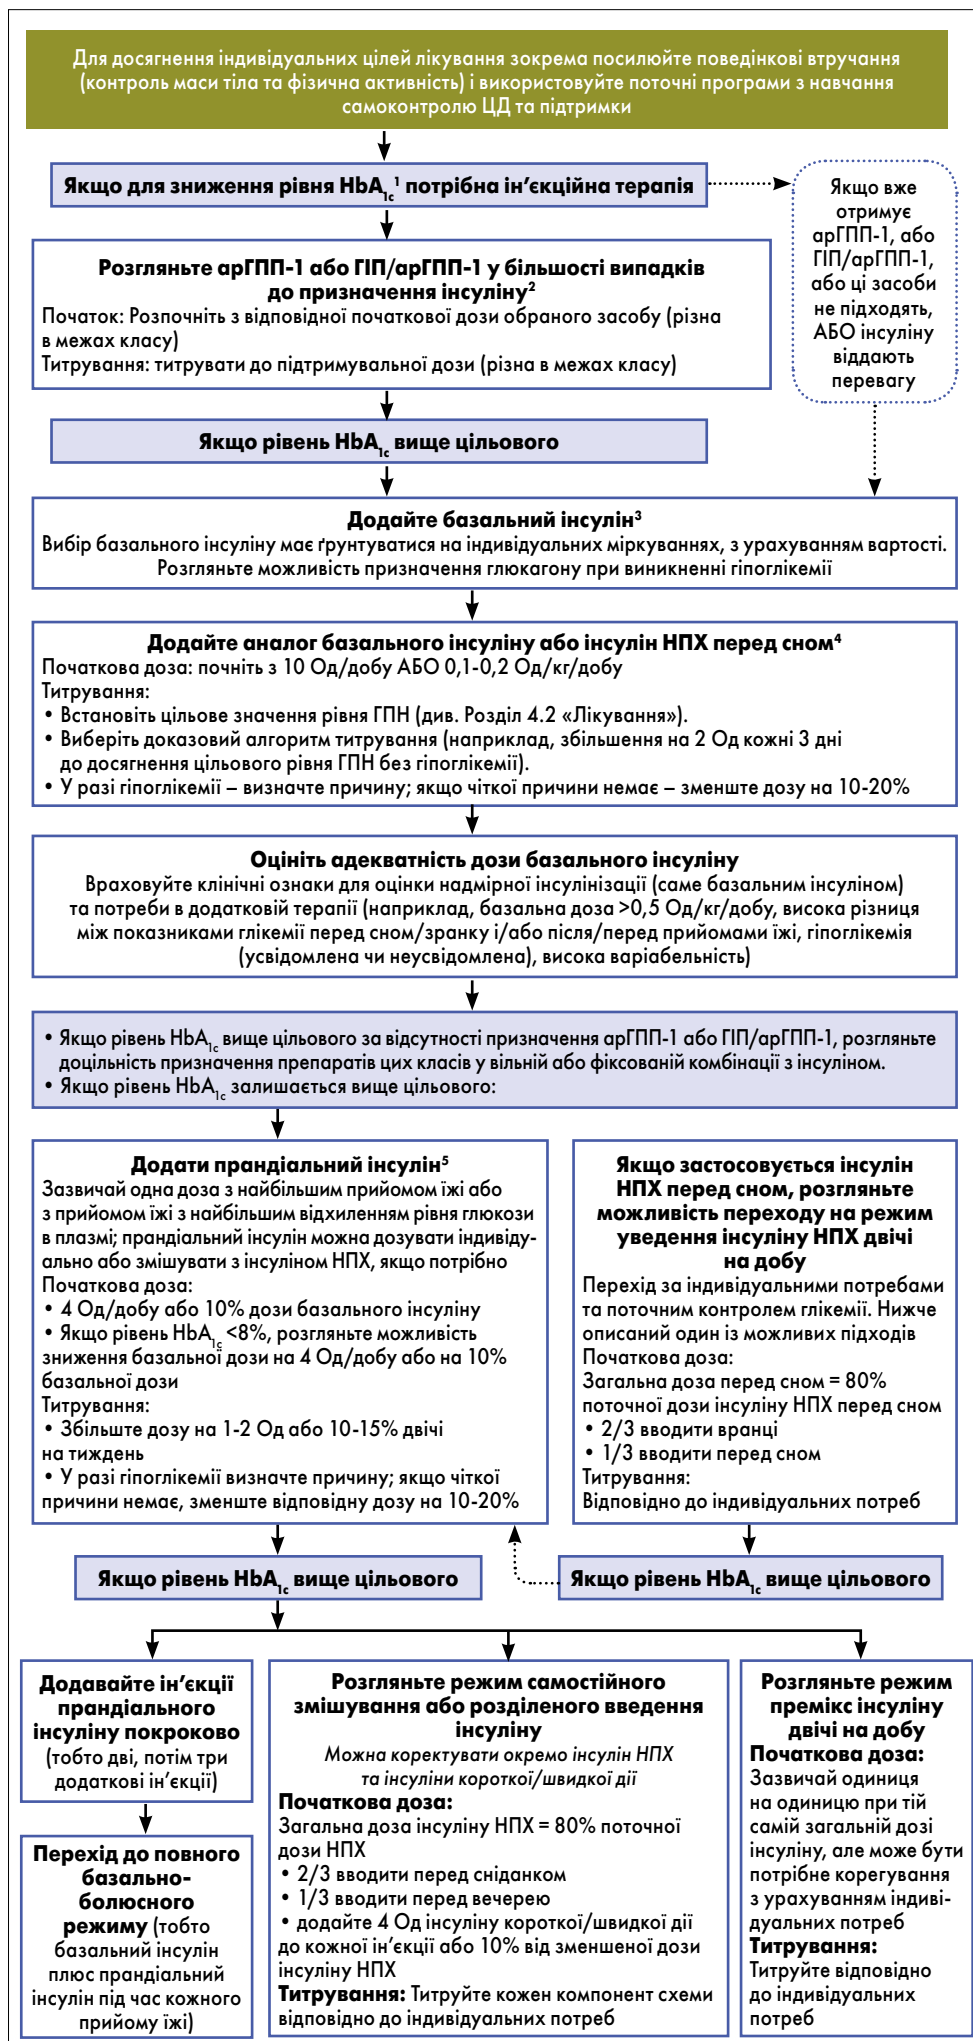 Для досягнення індивідуальних цілей лікування зокрема посилюйте поведінкові втручання
(контроль маси тіла та фізична активність) і використовуйте поточні програми з навчання
самоконтролю ЦД та підтримки
Якщо для зниження рівня HbA1c¹ потрібна ін’єкційна терапія
Якщо вже
отримує
арГПП-1, або
ГІП/арГПП-1,
або ці засоби
не підходять,
АБО інсуліну
віддають
перевагу
Розгляньте арГПП-1 або ГІП/арГПП-1 у більшості випадків
до призначення інсуліну²
Початок: Розпочніть з відповідної початкової дози обраного засобу (різна
в межах класу)
Титрування: титрувати до підтримувальної дози (різна в межах класу)
Якщо рівень HbA1c вище цільового
Додайте базальний інсулін³
Вибір базального інсуліну має ґрунтуватися на індивідуальних міркуваннях, з урахуванням вартості.
Розгляньте можливість призначення глюкагону при виникненні гіпоглікемії
Додайте аналог базального інсуліну або інсулін НПХ перед сном⁴
Початкова доза: почніть з 10 Од/добу АБО 0,1-0,2 Од/кг/добу
Титрування:
• Встановіть цільове значення рівня ГПН (див. Розділ 4.2 «Лікування»).
• Виберіть доказовий алгоритм титрування (наприклад, збільшення на 2 Од кожні 3 дні
до досягнення цільового рівня ГПН без гіпоглікемії).
• У разі гіпоглікемії – визначте причину; якщо чіткої причини немає – зменште дозу на 10-20%
Оцініть адекватність дози базального інсуліну
Враховуйте клінічні ознаки для оцінки надмірної інсулінізації (саме базальним інсуліном)
та потреби в додатковій терапії (наприклад, базальна доза >0,5 Од/кг/добу, висока різниця
між показниками глікемії перед сном/зранку і/або після/перед прийомами їжі, гіпоглікемія
(усвідомлена чи неусвідомлена), висока варіабельність)
• Якщо рівень HbA1c вище цільового за відсутності призначення арГПП-1 або ГІП/арГПП-1, розгляньте
доцільність призначення препаратів цих класів у вільній або фіксованій комбінації з інсуліном.
• Якщо рівень HbA1c залишається вище цільового:
Додати прандіальний інсулін⁵
Зазвичай одна доза з найбільшим прийомом їжі або
з прийомом їжі з найбільшим відхиленням рівня глюкози
в плазмі; прандіальний інсулін можна дозувати індивіду-
ально або змішувати з інсуліном НПХ, якщо потрібно
Початкова доза:
• 4 Од/добу або 10% дози базального інсуліну
• Якщо рівень HbA1c <8%, розгляньте можливість
зниження базальної дози на 4 Од/добу або на 10%
базальної дози
Титрування:
• Збільште дозу на 1-2 Од або 10-15% двічі
на тиждень
• У разі гіпоглікемії визначте причину; якщо чіткої
причини немає, зменште відповідну дозу на 10-20%
Якщо застосовується інсулін
НПХ перед сном, розгляньте
можливість переходу на режим
уведення інсуліну НПХ двічі
на добу
Перехід за індивідуальними потребами
та поточним контролем глікемії. Нижче
описаний один із можливих підходів
Початкова доза:
Загальна доза перед сном = 80%
поточної дози інсуліну НПХ перед сном
• 2/3 вводити вранці
• 1/3 вводити перед сном
Титрування:
Відповідно до індивідуальних потреб
Якщо рівень HbA1c вище цільового
Якщо рівень HbA1c вище цільового
Додавайте ін’єкції
прандіального
інсуліну покроково
(тобто дві, потім три
додаткові ін’єкції)
Перехід до повного
базально-
болюсного
режиму (тобто
базальний інсулін
плюс прандіальний
інсулін під час кожного
прийому їжі)
Розгляньте режим самостійного
змішування або розділеного введення
інсуліну
Можна коректувати окремо інсулін НПХ
та інсуліни короткої/швидкої дії
Початкова доза:
Загальна доза інсуліну НПХ = 80% поточної
дози НПХ
• 2/3 вводити перед сніданком
• 1/3 вводити перед вечерею
• додайте 4 Од інсуліну короткої/швидкої дії
до кожної ін’єкції або 10% від зменшеної дози
інсуліну НПХ
Титрування: Титруйте кожен компонент схеми
відповідно до індивідуальних потреб
Розгляньте режим
премікс інсуліну
двічі на добу
Початкова доза:
Зазвичай одиниця
на одиницю при тій
самій загальній дозі
інсуліну, але може бути
потрібне корегування
з урахуванням індиві-
дуальних потреб
Титрування:
Титруйте відповідно
до індивідуальних
потреб